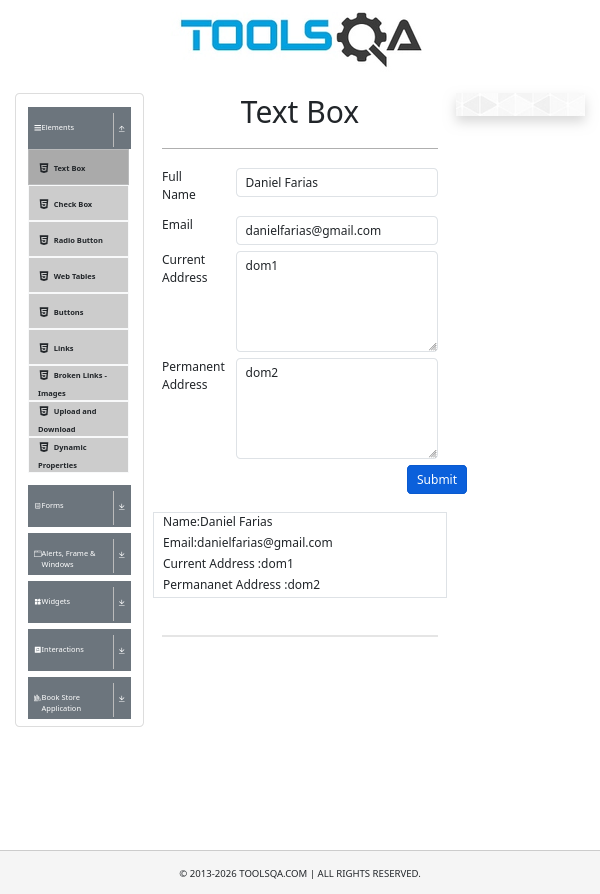 TOOLSQA
Elements
Text Box
Check Box
Radio Button
Web Tables
Buttons
Links
Broken Links -
Images
Upload and
Download
Dynamic
Properties
Forms
Alerts, Frame &
Windows
Widgets
Interactions
Book Store
Application
Text Box
Full
Name
Daniel Farias
Email
danielfarias@gmail.com
Current
Address
dom1
Permanent
Address
dom2
Submit
Name:Daniel Farias
Email:danielfarias@gmail.com
Current Address :dom1
Permananet Address :dom2
© 2013-2026 TOOLSQA.COM | ALL RIGHTS RESERVED.